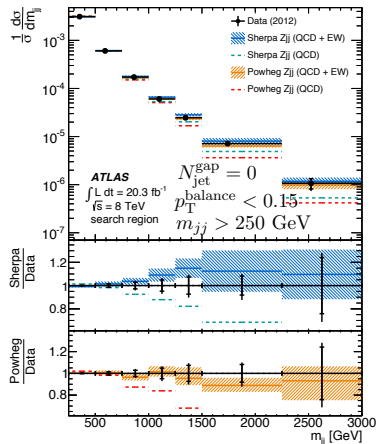 1/σ dσ/dm_jj
10^-3
10^-4
10^-5
10^-6
Data (2012)
Sherpa Zjj (QCD + EW)
Sherpa Zjj (QCD)
Powheg Zjj (QCD + EW)
Powheg Zjj (QCD)
ATLAS
∫ L dt = 20.3 fb^-1
√s = 8 TeV
search region
N_jet^gap = 0
p_T^balance < 0.15
m_jj > 250 GeV
Sherpa
Data
1.2
1
0.8
Powheg
Data
1.2
1
0.8
500 1000 1500 2000 2500 3000
m_jj [GeV]